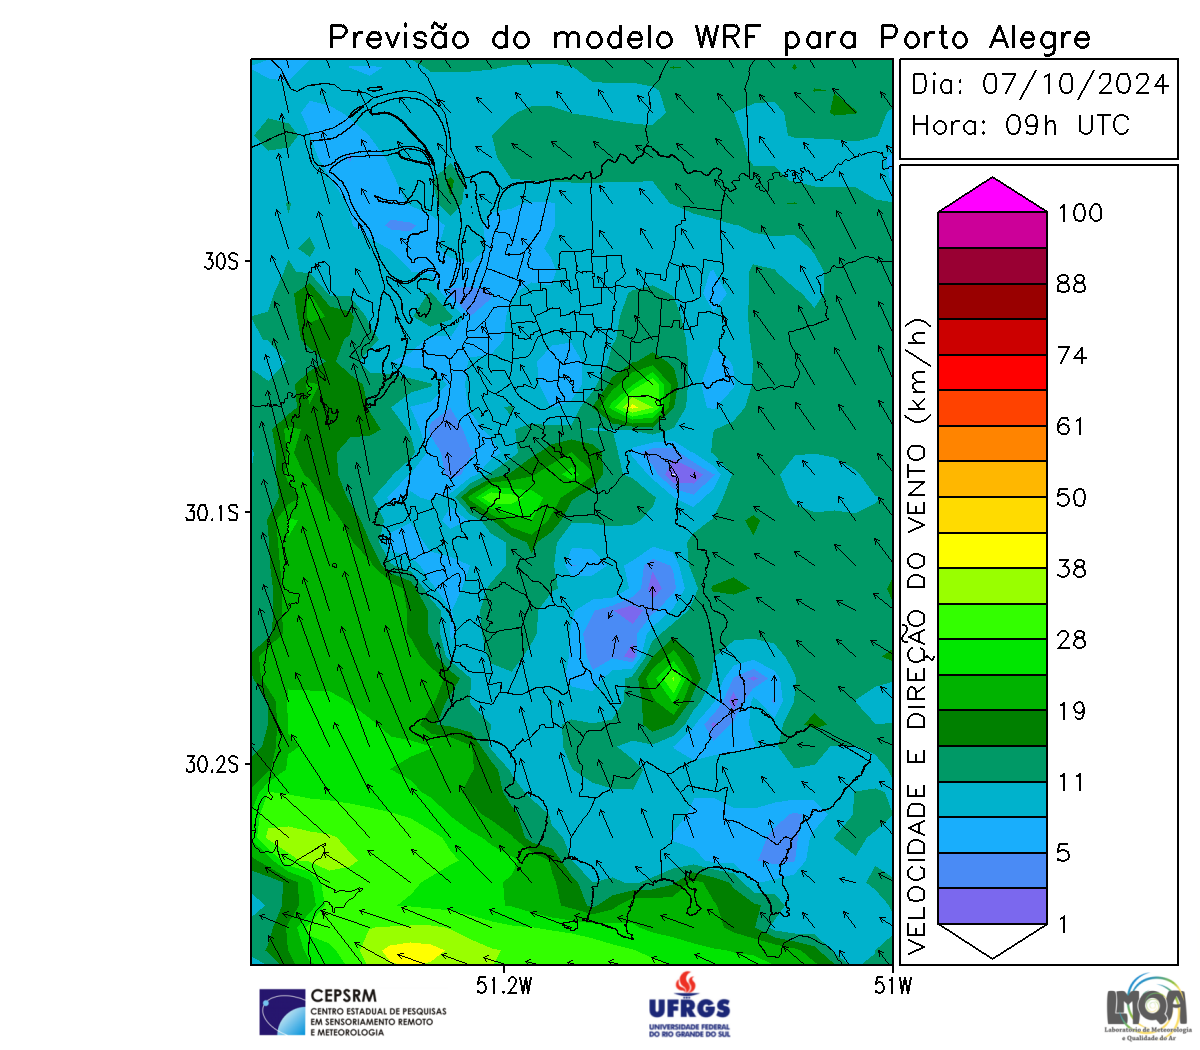 Previsão do modelo WRF para Porto Alegre
Dia: 07/10/2024
Hora: 09h UTC
30S
30.1S
30.2S
51.2W
51W
VELOCIDADE E DIREÇÃO DO VENTO (km/h)
100
88
74
61
50
38
28
19
11
5
1
CEPSRM
CENTRO ESTADUAL DE PESQUISAS
EM SENSORIAMENTO REMOTO
E METEOROLOGIA
UFRGS
UNIVERSIDADE FEDERAL
DO RIO GRANDE DO SUL
LMQA
Laboratório de Meteorologia
e Qualidade do Ar